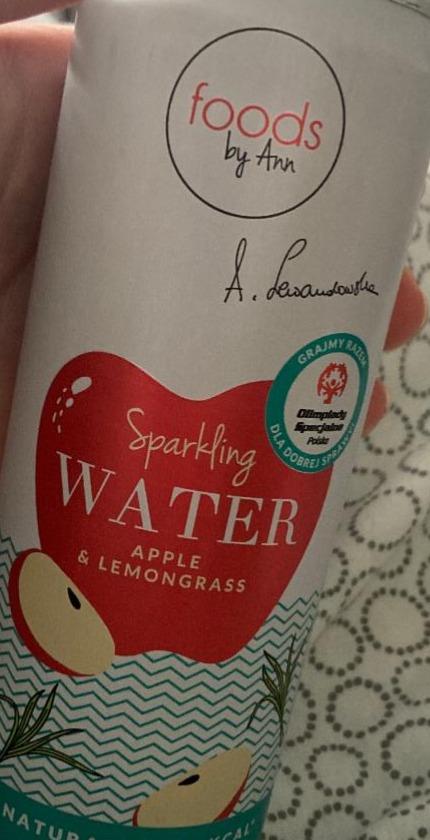 foods
by Ann
A. Lewandowska
GRAJMY RAZEM
Olimpiady
Specjalne
Polska
DLA DOBREJ SPRAWY
Sparkling
WATER
APPLE
& LEMONGRASS